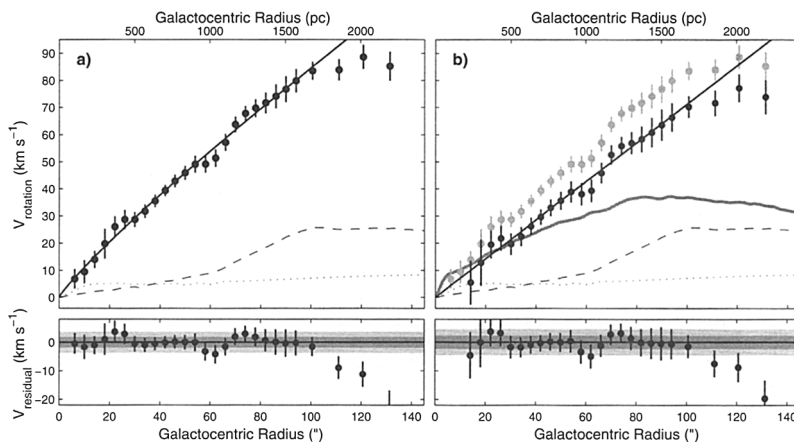 Galactocentric Radius (pc)
500 1000 1500 2000
Galactocentric Radius (pc)
500 1000 1500 2000
a)
b)
90
80
70
60
50
40
30
20
10
0
V rotation (km s⁻¹)
0
-10
-20
V residual (km s⁻¹)
0 20 40 60 80 100 120 140
Galactocentric Radius (")
0 20 40 60 80 100 120 140
Galactocentric Radius (")